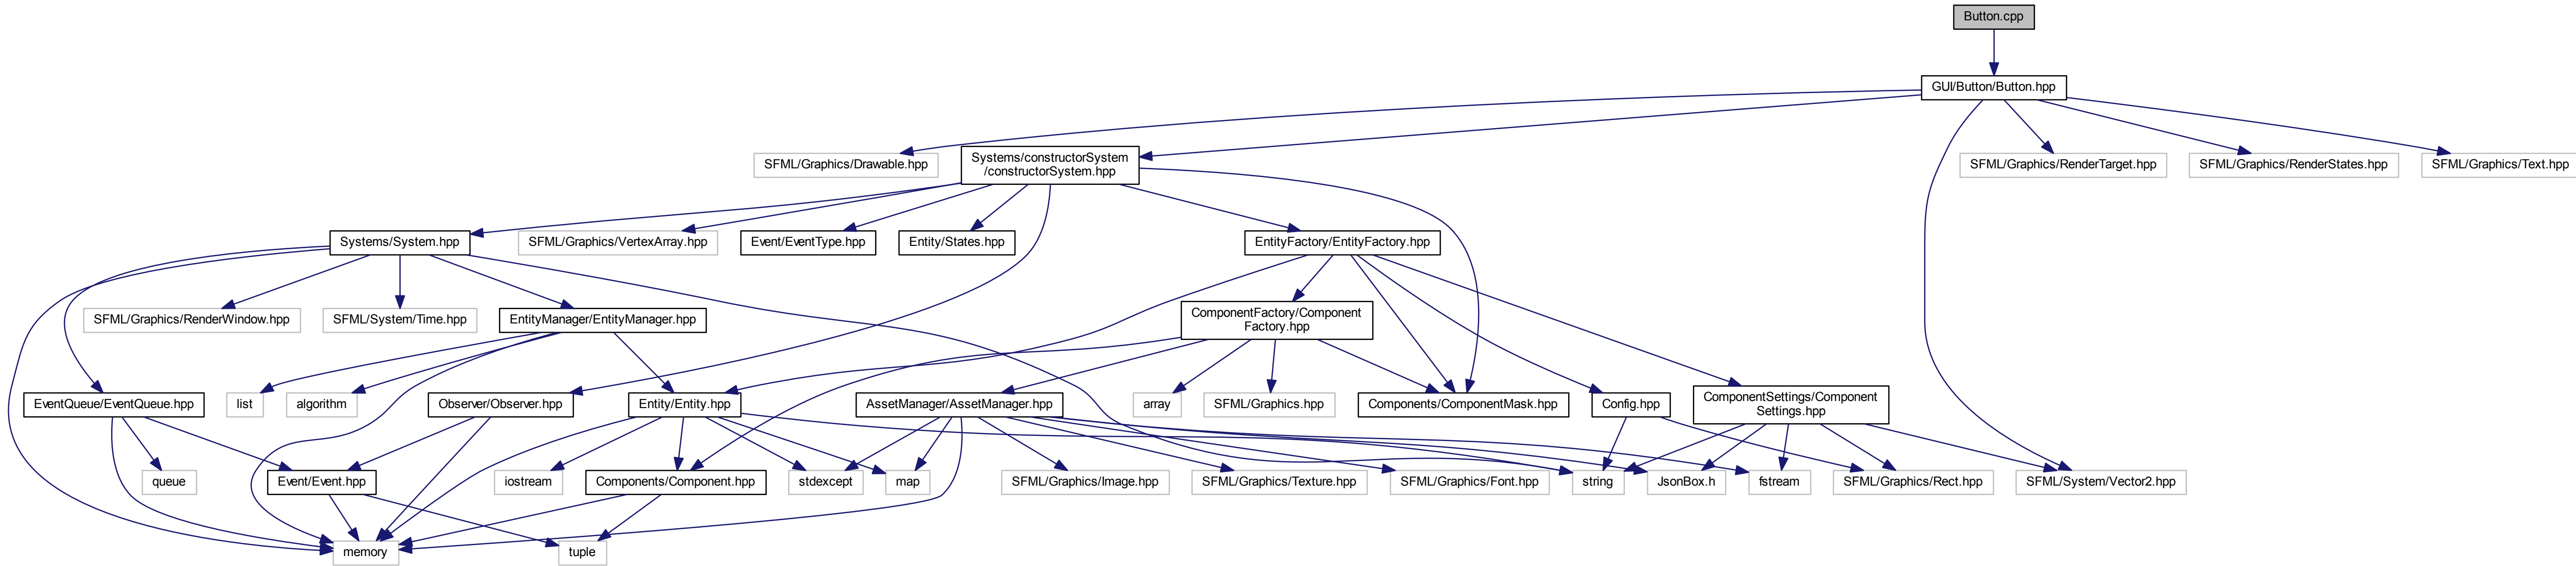 Button.cpp
GUI/Button/Button.hpp
SFML/Graphics/Drawable.hpp
Systems/constructorSystem
/constructorSystem.hpp
SFML/Graphics/RenderTarget.hpp
SFML/Graphics/RenderStates.hpp
SFML/Graphics/Text.hpp
Systems/System.hpp
SFML/Graphics/VertexArray.hpp
Event/EventType.hpp
Entity/States.hpp
EntityFactory/EntityFactory.hpp
SFML/Graphics/RenderWindow.hpp
SFML/System/Time.hpp
EntityManager/EntityManager.hpp
ComponentFactory/Component
Factory.hpp
EventQueue/EventQueue.hpp
list
algorithm
Observer/Observer.hpp
Entity/Entity.hpp
AssetManager/AssetManager.hpp
array
SFML/Graphics.hpp
Components/ComponentMask.hpp
Config.hpp
ComponentSettings/Component
Settings.hpp
queue
Event/Event.hpp
iostream
Components/Component.hpp
stdexcept
map
SFML/Graphics/Image.hpp
SFML/Graphics/Texture.hpp
SFML/Graphics/Font.hpp
string
JsonBox.h
fstream
SFML/Graphics/Rect.hpp
SFML/System/Vector2.hpp
memory
tuple